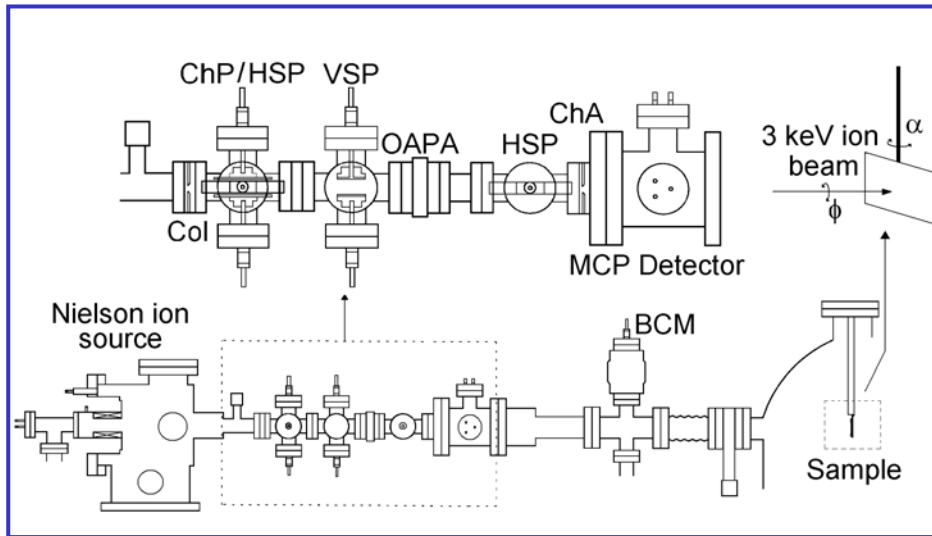 ChP/HSP
VSP
OAPA
HSP
ChA
Col
MCP Detector
3 keV ion
beam
α
ϕ
Nielson ion
source
BCM
Sample